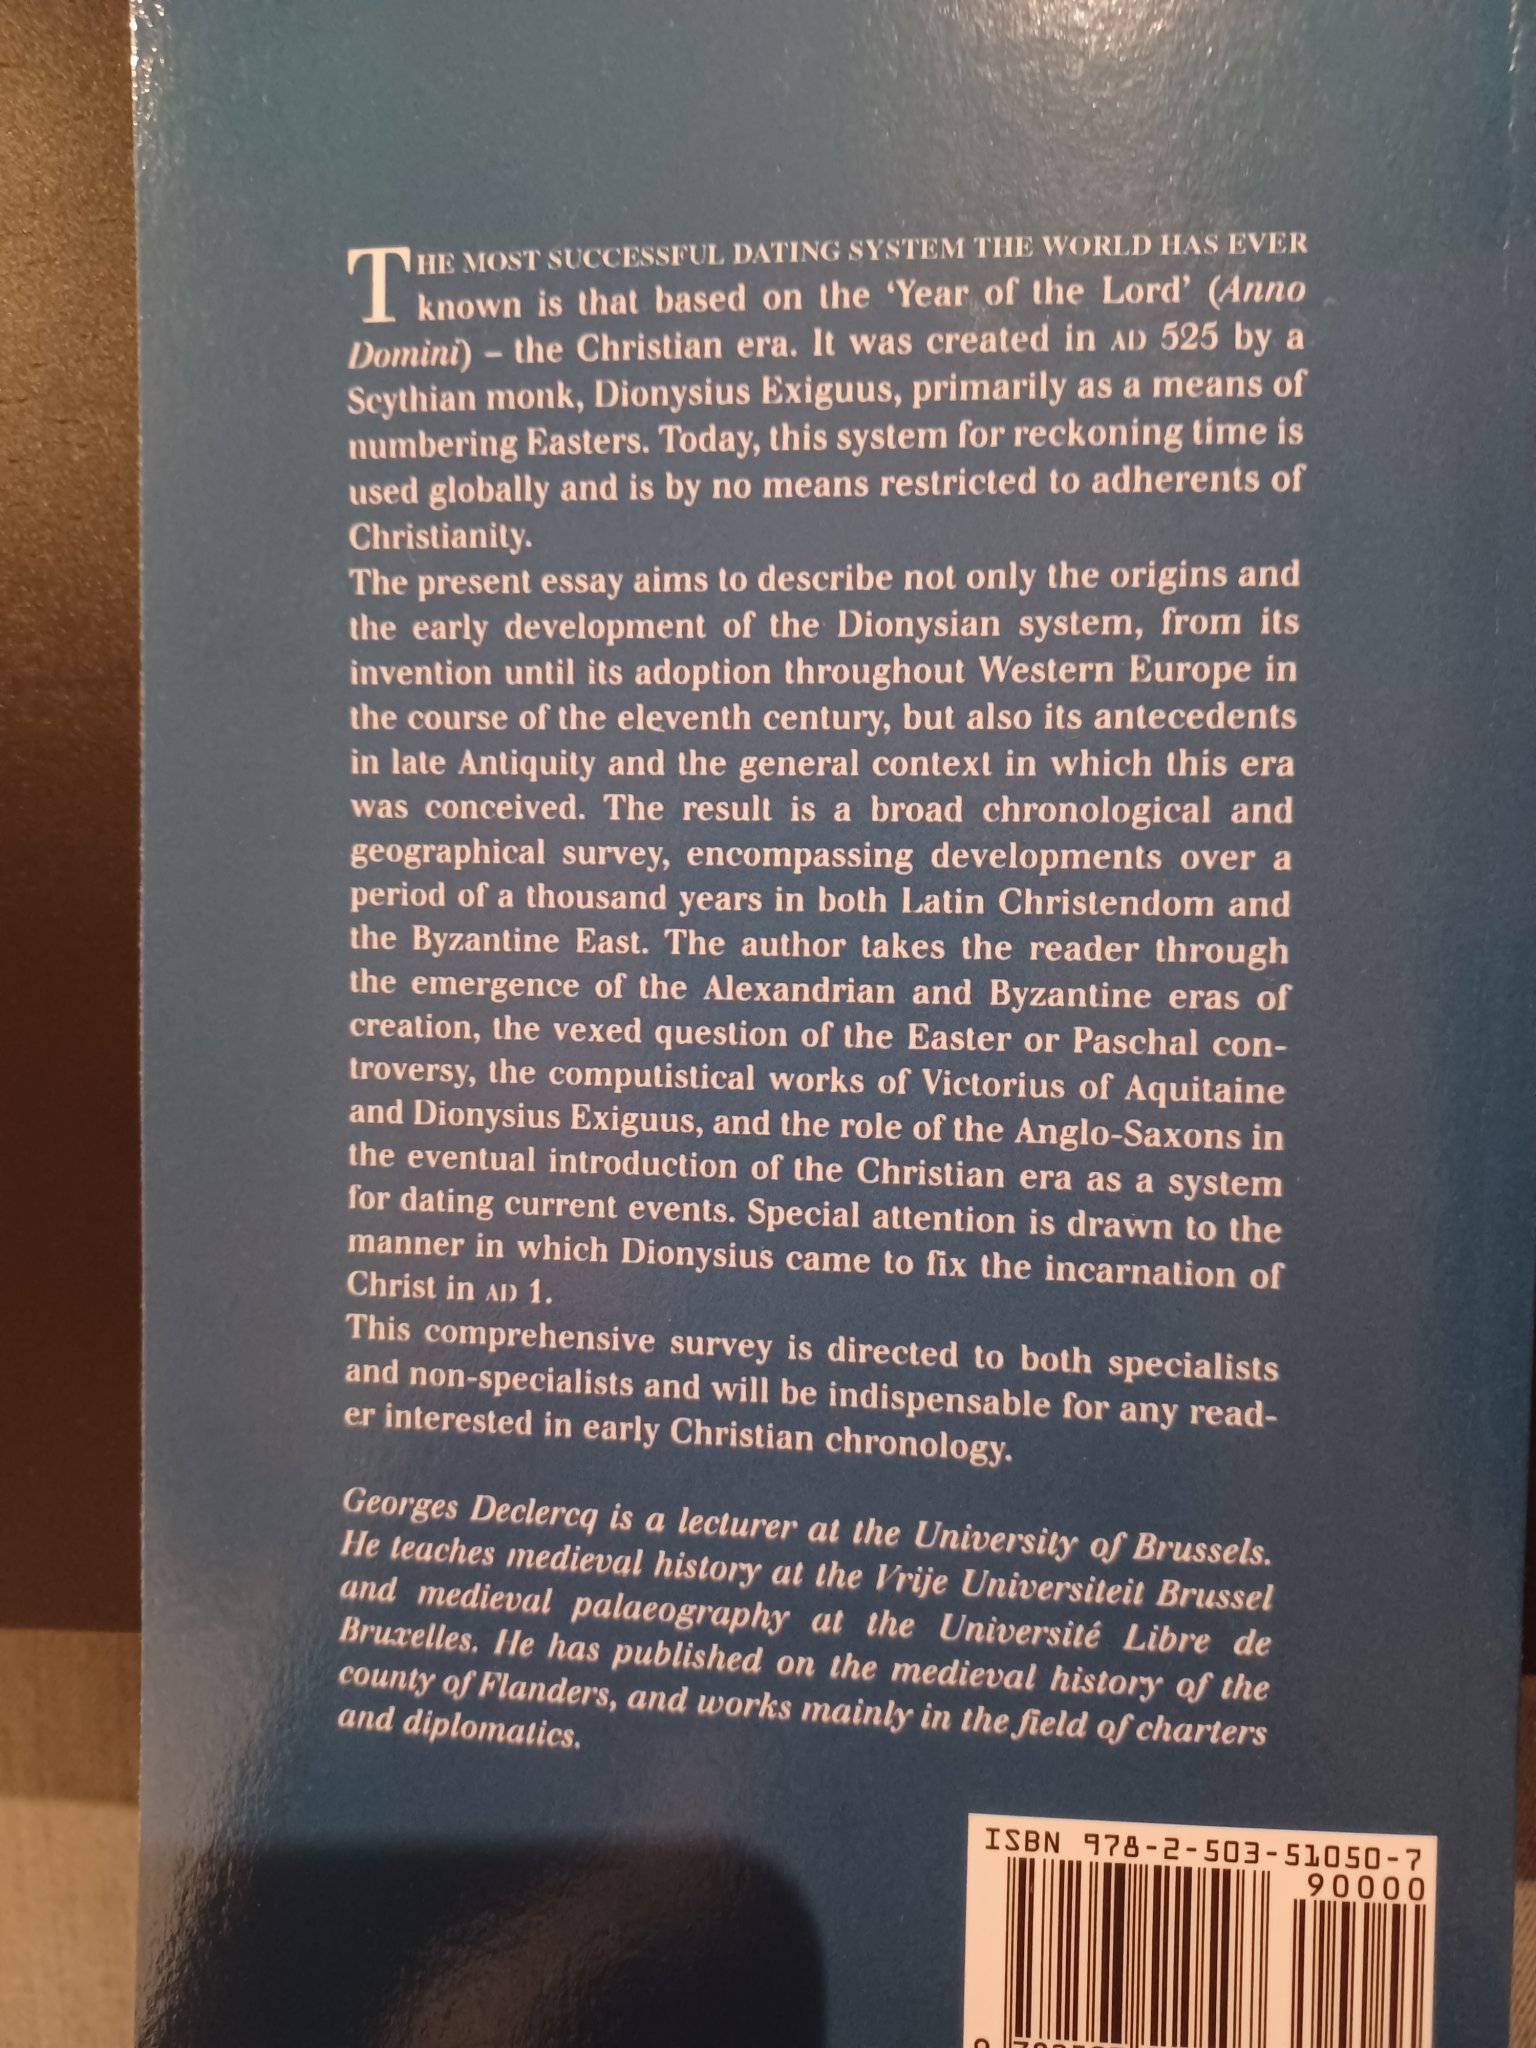 THE MOST SUCCESSFUL DATING SYSTEM THE WORLD HAS EVER
known is that based on the ‘Year of the Lord’ (Anno
Domini) – the Christian era. It was created in AD 525 by a
Scythian monk, Dionysius Exiguus, primarily as a means of
numbering Easters. Today, this system for reckoning time is
used globally and is by no means restricted to adherents of
Christianity.
The present essay aims to describe not only the origins and
the early development of the Dionysian system, from its
invention until its adoption throughout Western Europe in
the course of the eleventh century, but also its antecedents
in late Antiquity and the general context in which this era
was conceived. The result is a broad chronological and
geographical survey, encompassing developments over a
period of a thousand years in both Latin Christendom and
the Byzantine East. The author takes the reader through
the emergence of the Alexandrian and Byzantine eras of
creation, the vexed question of the Easter or Paschal con-
troversy, the computistical works of Victorius of Aquitaine
and Dionysius Exiguus, and the role of the Anglo-Saxons in
the eventual introduction of the Christian era as a system
for dating current events. Special attention is drawn to the
manner in which Dionysius came to fix the incarnation of
Christ in AD 1.
This comprehensive survey is directed to both specialists
and non-specialists and will be indispensable for any read-
er interested in early Christian chronology.
Georges Declercq is a lecturer at the University of Brussels.
He teaches medieval history at the Vrije Universiteit Brussel
and medieval palaeography at the Université Libre de
Bruxelles. He has published on the medieval history of the
county of Flanders, and works mainly in the field of charters
and diplomatics.
ISBN 978-2-503-51050-7
90000